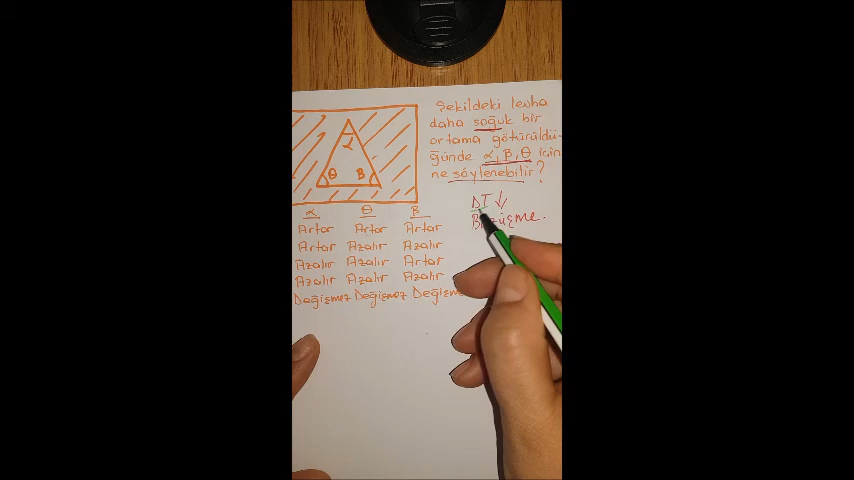 Şekildeki levha
daha soğuk bir
ortama götürüldü-
ğünde α, β, θ için
ne söylenebilir?
α
θ β
ΔT↓
Büzüşme.
α θ β
Artar Artar Artar
Artar Azalır Azalır
Azalır Azalır Artar
Azalır Azalır Azalır
Değişmez Değişmez